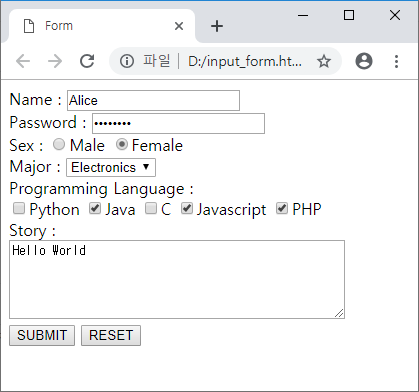 Form
파일 D:/input_form.ht...
Name : Alice
Password : ••••••••
Sex : Male Female
Major : Electronics
Programming Language :
Python Java C Javascript PHP
Story :
Hello World
SUBMIT RESET